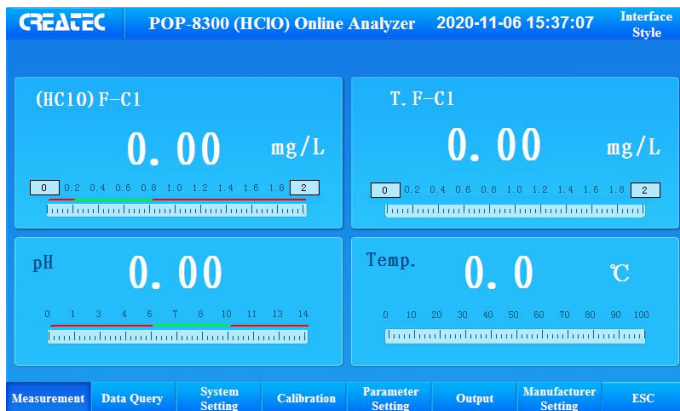 CREATEC POP-8300 (HClO) Online Analyzer 2020-11-06 15:37:07 Interface Style
(HC10) F-C1
0.00 mg/L
0 0.2 0.4 0.6 0.8 1.0 1.2 1.4 1.6 1.8 2
T. F-C1
0.00 mg/L
0 0.2 0.4 0.6 0.8 1.0 1.2 1.4 1.6 1.8 2
pH
0.00
0 1 3 4 6 7 8 10 11 13 14
Temp.
0.0 ℃
0 10 20 30 40 50 60 70 80 90 100
Measurement Data Query System Setting Calibration Parameter Setting Output Manufacturer Setting ESC